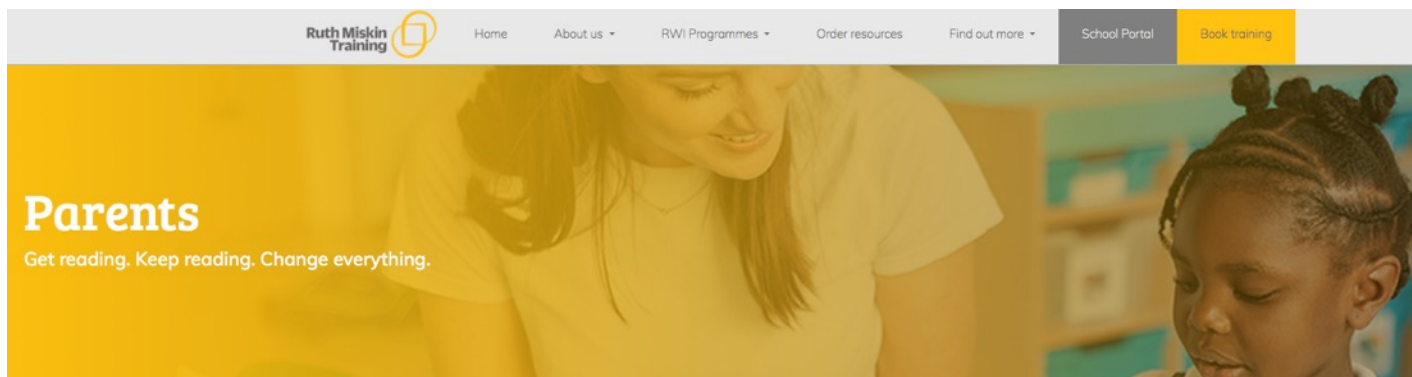 Ruth Miskin
Training
Home About us RWI Programmes Order resources Find out more School Portal Book training
Parents
Get reading. Keep reading. Change everything.